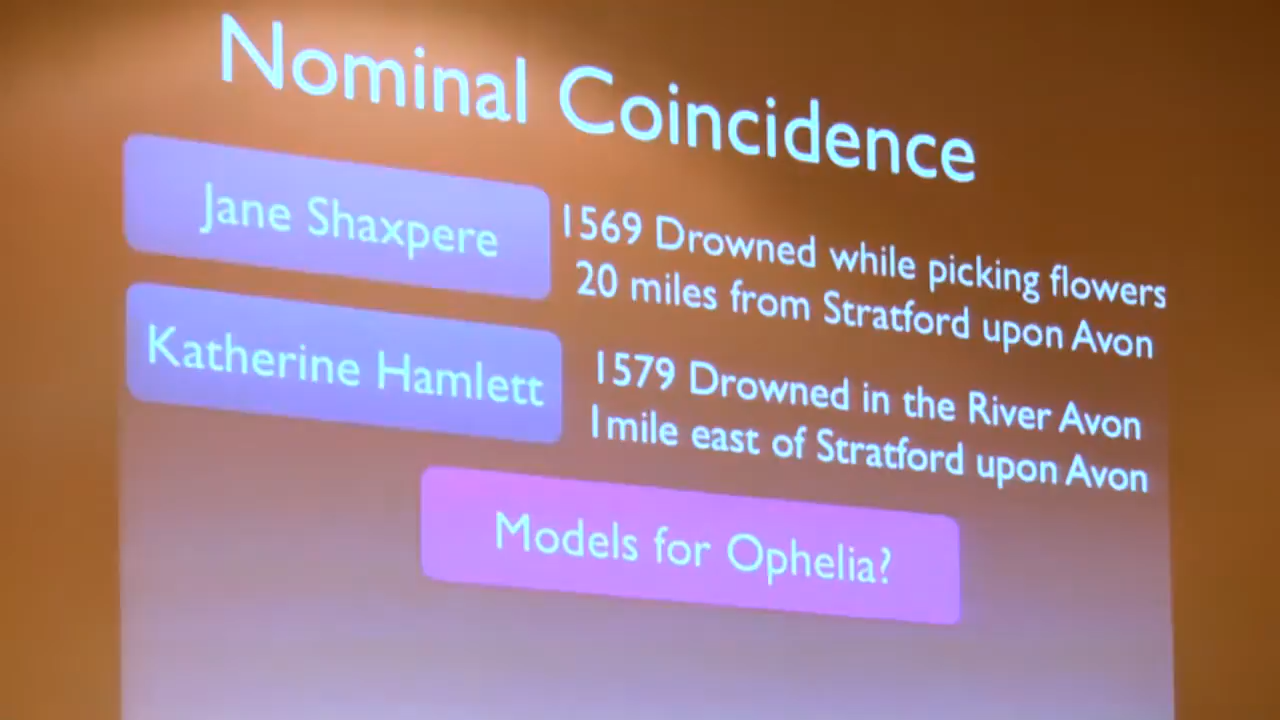 Nominal Coincidence
Jane Shaxpere
1569 Drowned while picking flowers
20 miles from Stratford upon Avon
Katherine Hamlett
1579 Drowned in the River Avon
1mile east of Stratford upon Avon
Models for Ophelia?